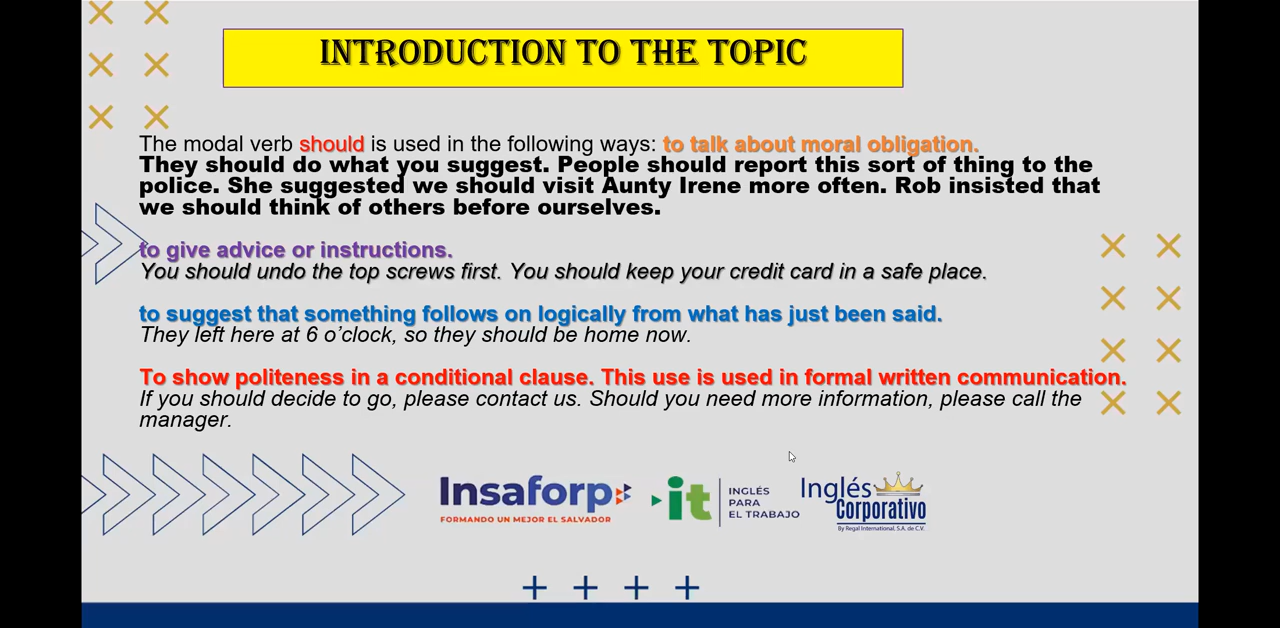 INTRODUCTION TO THE TOPIC
The modal verb should is used in the following ways: to talk about moral obligation.
They should do what you suggest. People should report this sort of thing to the
police. She suggested we should visit Aunty Irene more often. Rob insisted that
we should think of others before ourselves.
to give advice or instructions.
You should undo the top screws first. You should keep your credit card in a safe place.
to suggest that something follows on logically from what has just been said.
They left here at 6 o’clock, so they should be home now.
To show politeness in a conditional clause. This use is used in formal written communication.
If you should decide to go, please contact us. Should you need more information, please call the
manager.
Insaforp
FORMANDO UN MEJOR EL SALVADOR
it
INGLÉS
PARA
EL TRABAJO
Inglés
Corporativo
By Regal International, S.A. de C.V.